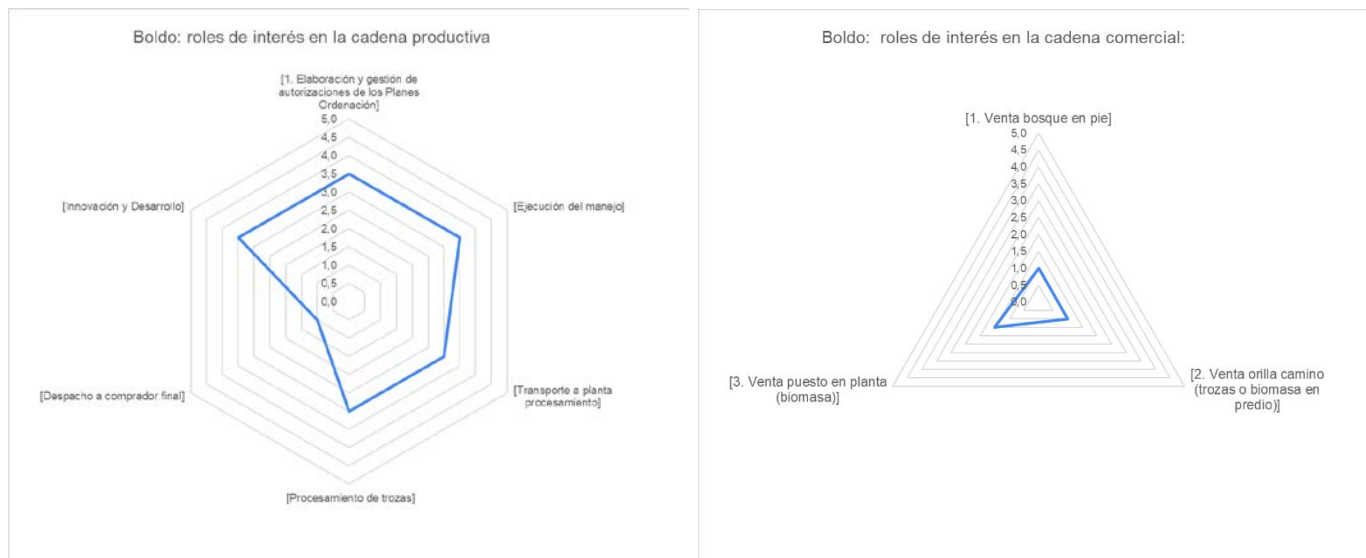 Boldo: roles de interés en la cadena productiva
[1. Elaboración y gestión de
autorizaciones de los Planes
Ordenación]
5,0
4,5
4,0
3,5
3,0
2,5
2,0
1,5
1,0
0,5
0,0
[Innovación y Desarrollo]
[Ejecución del manejo]
[Despacho a comprador final]
[Transporte a planta
procesamiento]
[Procesamiento de trozas]
Boldo: roles de interés en la cadena comercial:
[1. Venta bosque en pie]
5,0
4,5
4,0
3,5
3,0
2,5
2,0
1,5
1,0
0,5
0,0
[3. Venta puesto en planta
(biomasa)]
[2. Venta orilla camino
(trozas o biomasa en
predio)]